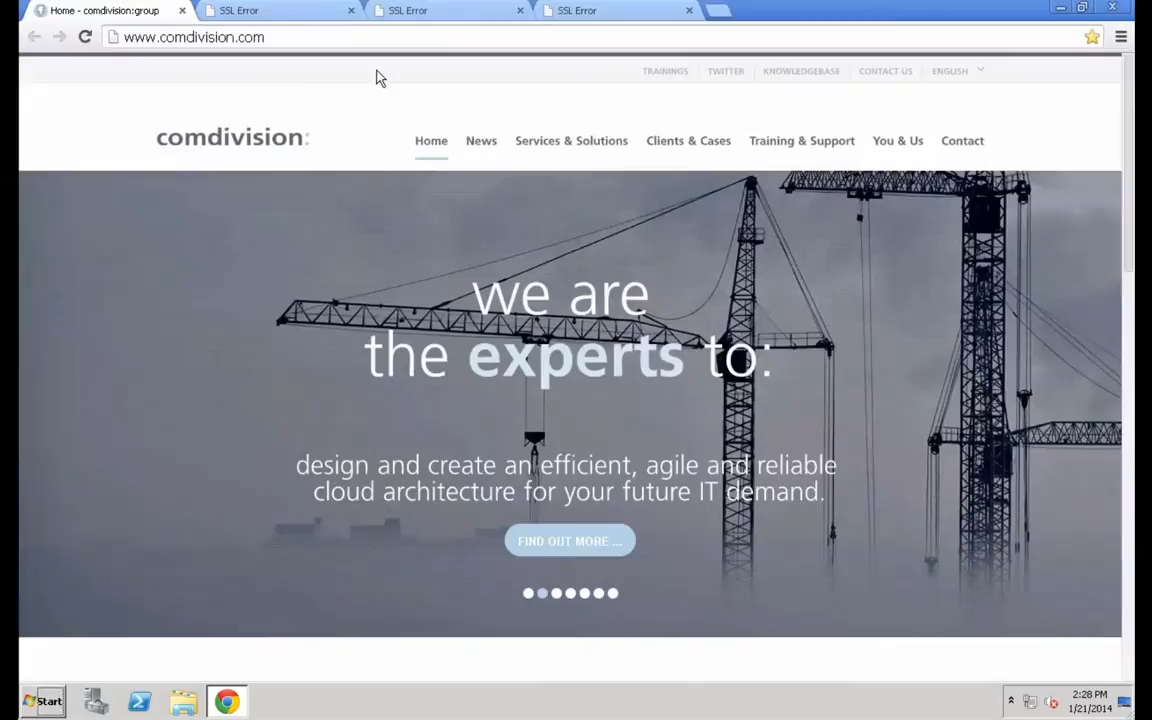 Home - comdivision:group
SSL Error
SSL Error
SSL Error
www.comdivision.com
TRAININGS
TWITTER
KNOWLEDGEBASE
CONTACT US
ENGLISH
comdivision:
Home
News
Services & Solutions
Clients & Cases
Training & Support
You & Us
Contact
we are
the experts to:
design and create an efficient, agile and reliable
cloud architecture for your future IT demand.
FIND OUT MORE ...
Start
2:28 PM
1/21/2014